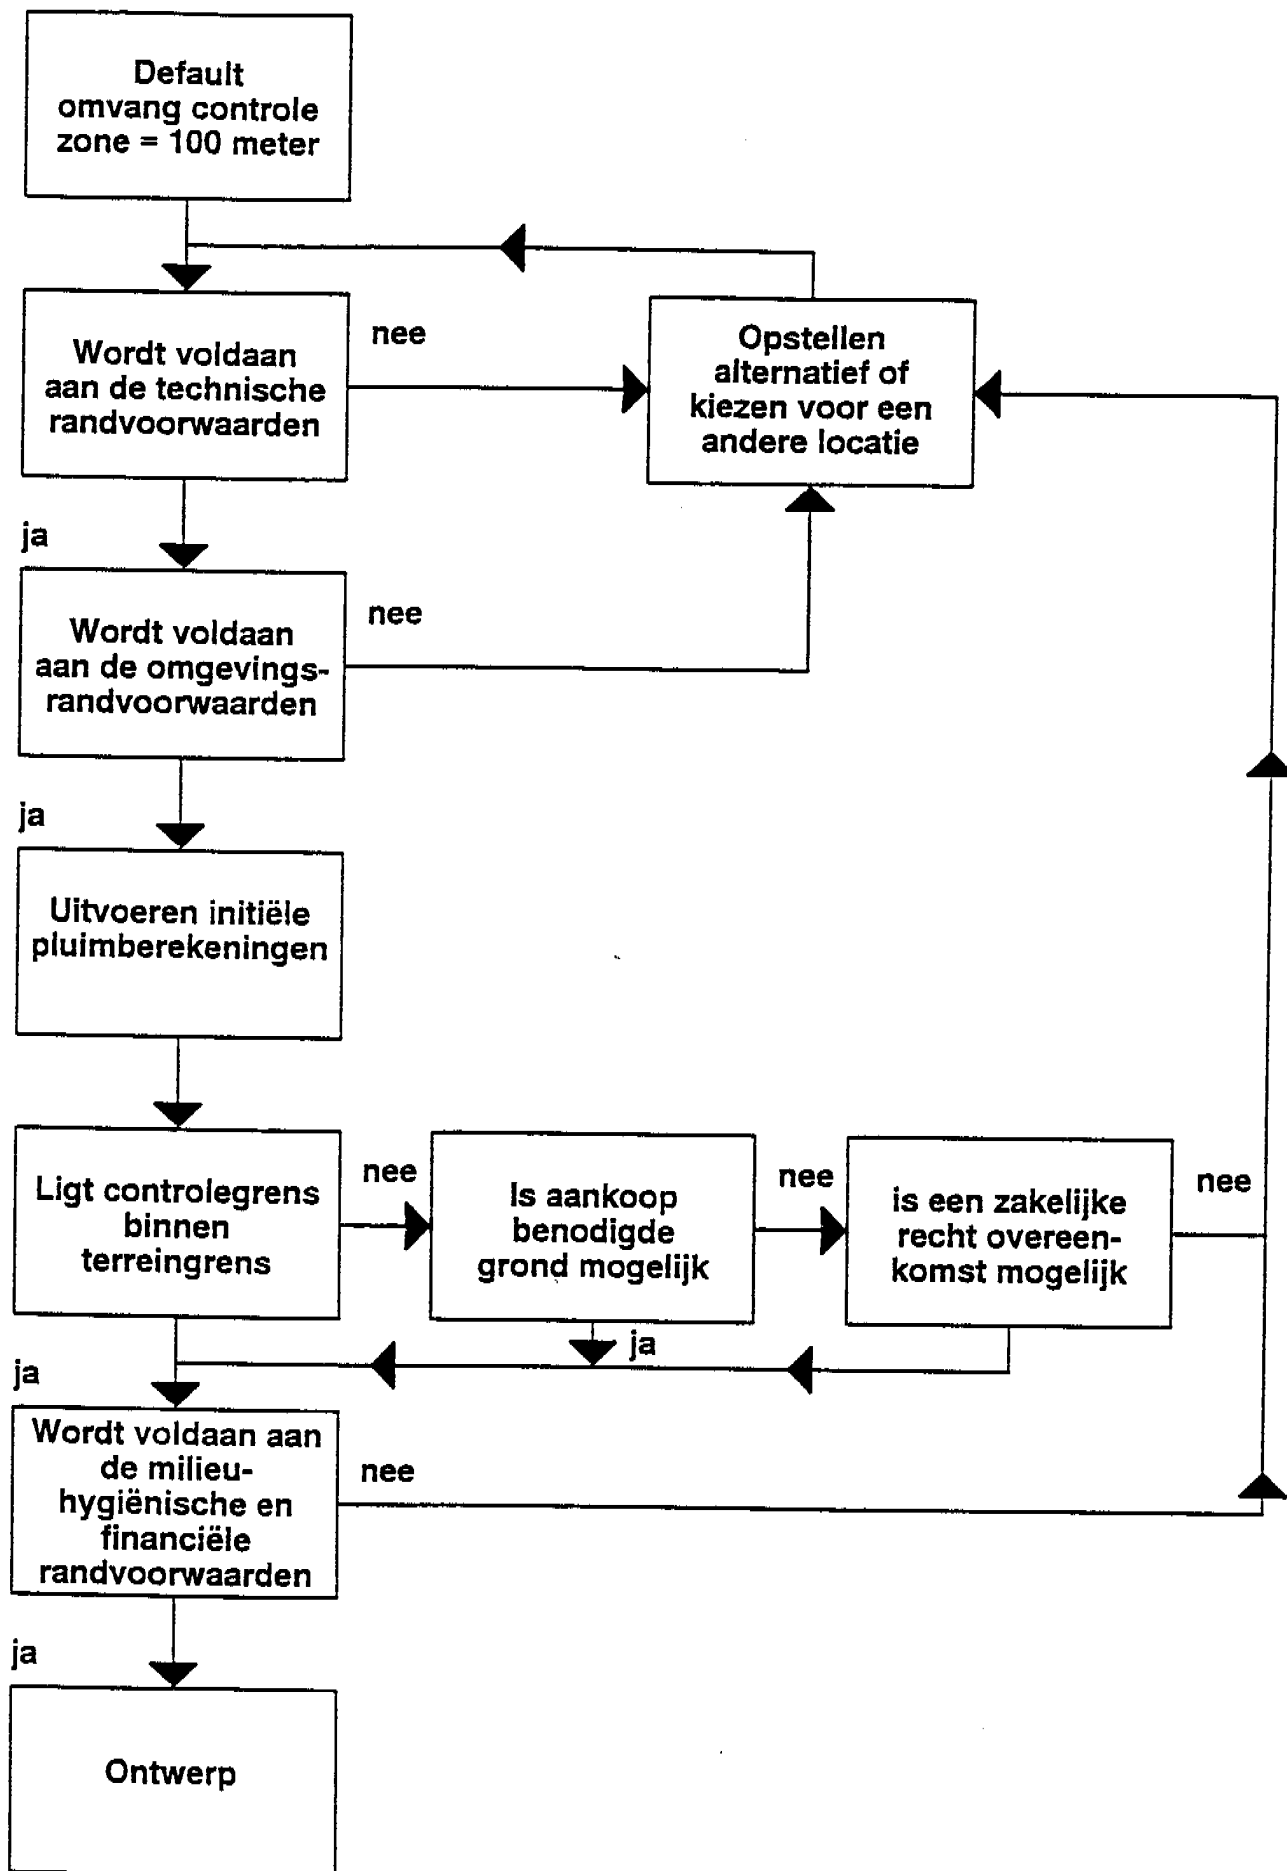 Default
omvang controle
zone = 100 meter
Wordt voldaan
aan de technische
randvoorwaarden
nee
Opstellen
alternatief of
kiezen voor een
andere locatie
ja
Wordt voldaan
aan de omgevings-
randvoorwaarden
nee
ja
Uitvoeren initiële
pluimberekeningen
Ligt controlegrens
binnen
terreingrens
nee
Is aankoop
benodigde
grond mogelijk
nee
is een zakelijke
recht overeen-
komst mogelijk
nee
ja
ja
Wordt voldaan aan
de milieu-
hygiënische en
financiële
randvoorwaarden
nee
ja
Ontwerp